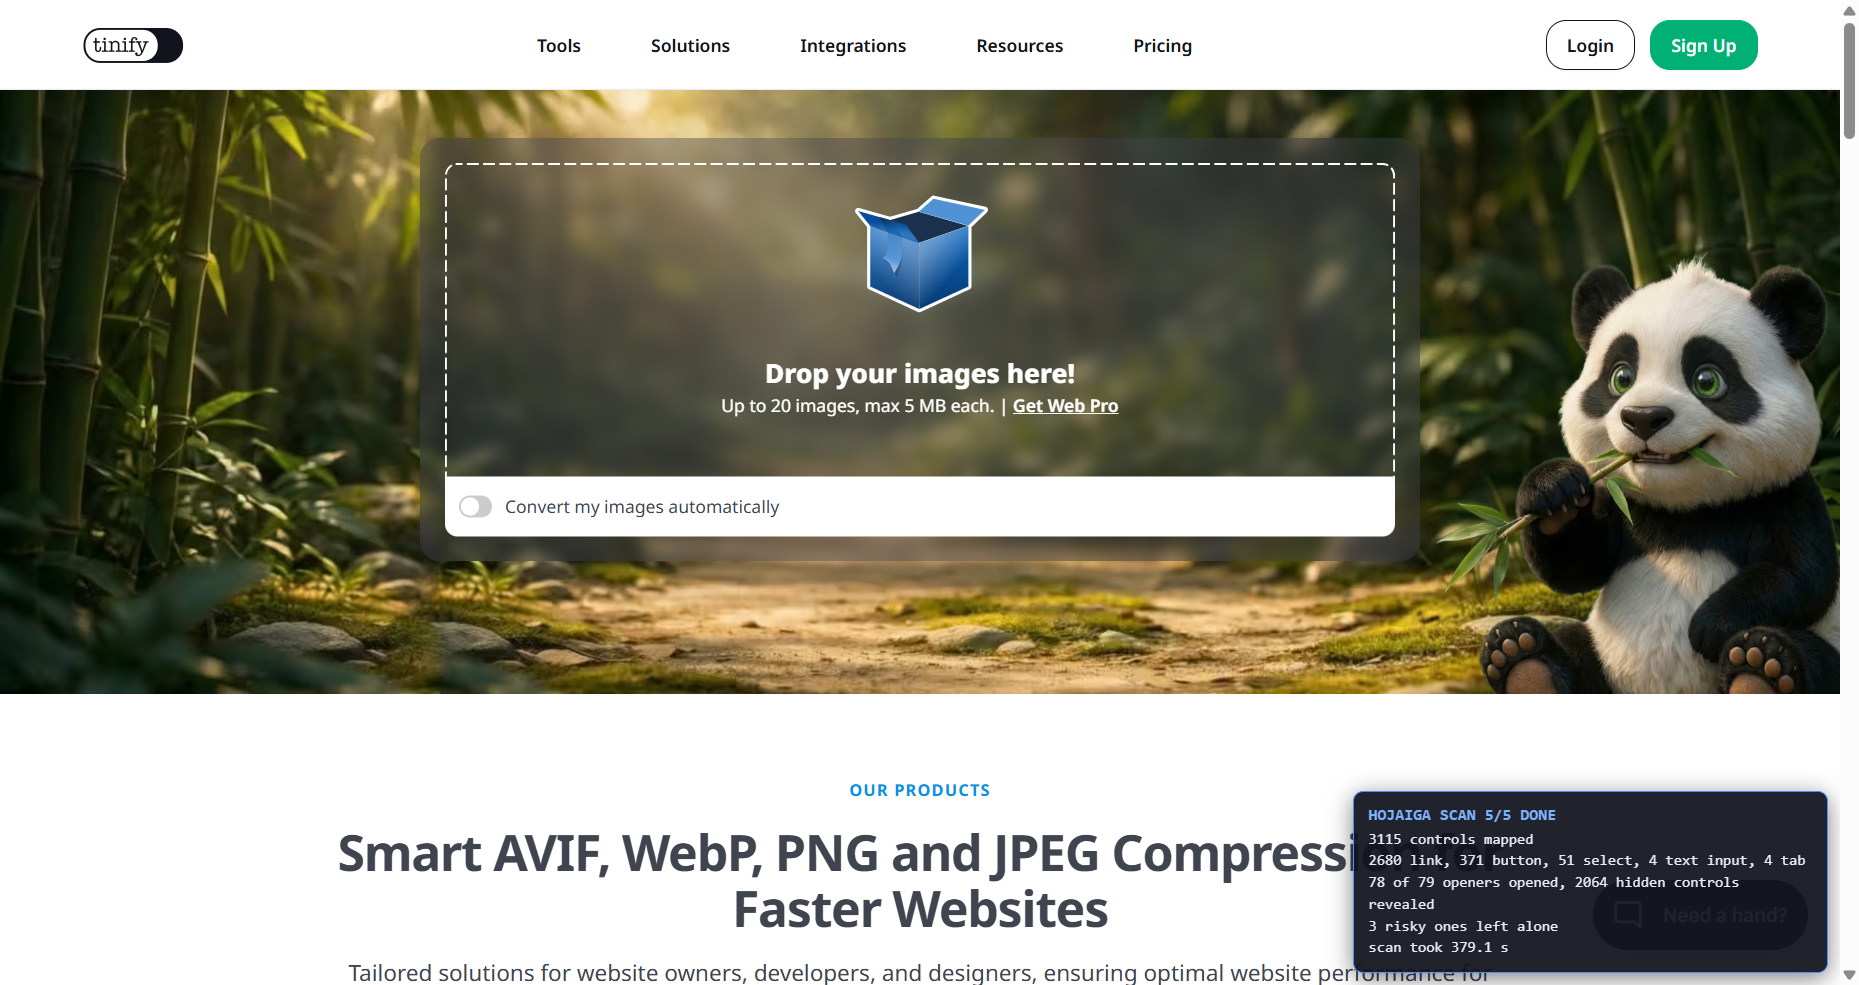 tinify
Tools
Solutions
Integrations
Resources
Pricing
Login
Sign Up
Drop your images here!
Up to 20 images, max 5 MB each. | Get Web Pro
Convert my images automatically
OUR PRODUCTS
Smart AVIF, WebP, PNG and JPEG Compression for
Faster Websites
Tailored solutions for website owners, developers, and designers, ensuring optimal website performance for
HOJAIGA SCAN 5/5 DONE
3115 controls mapped
2680 link, 371 button, 51 select, 4 text input, 4 tab
78 of 79 openers opened, 2064 hidden controls
revealed
3 risky ones left alone
scan took 379.1 s
Need a hand?